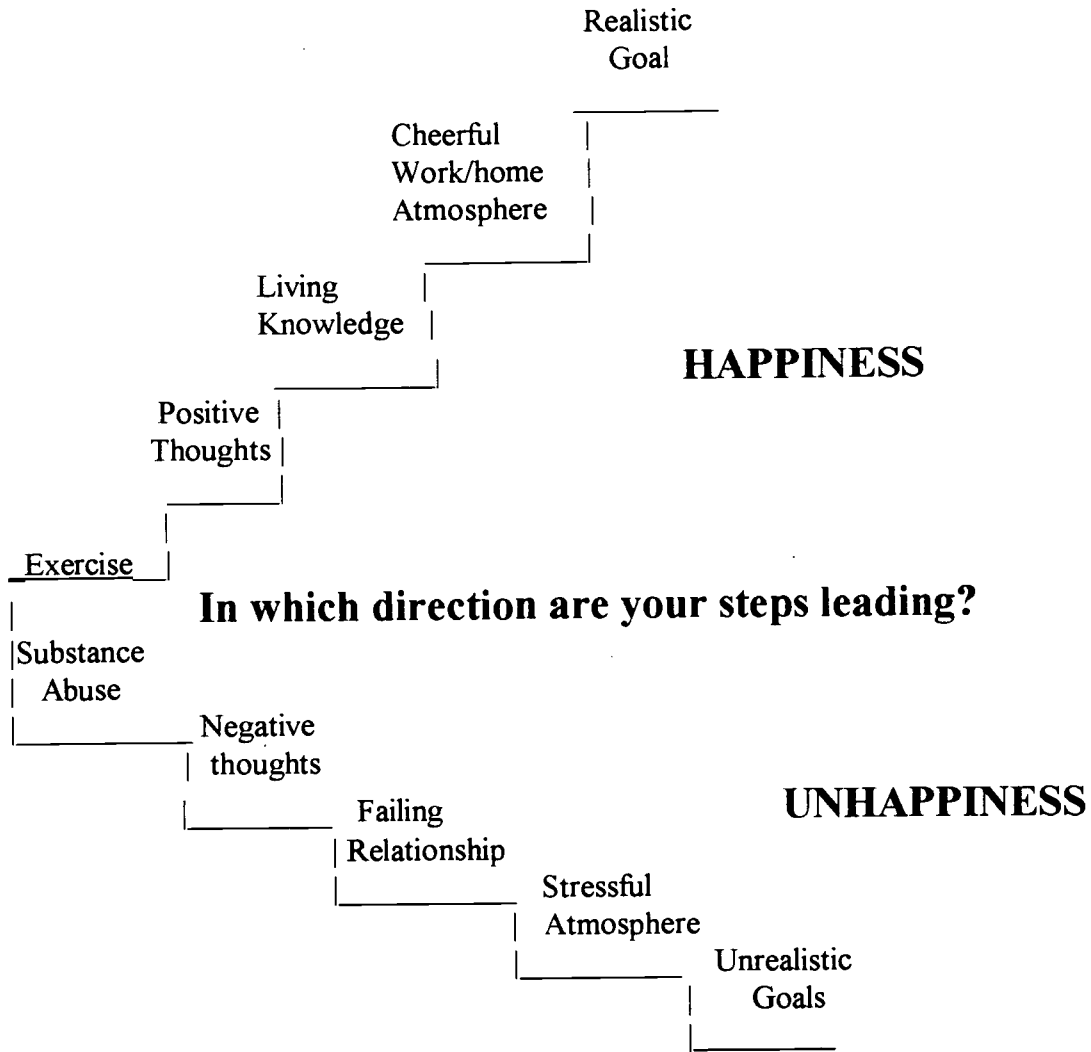 Realistic
Goal
Cheerful
Work/home
Atmosphere
Living
Knowledge
HAPPINESS
Positive
Thoughts
Exercise
In which direction are your steps leading?
Substance
Abuse
Negative
thoughts
UNHAPPINESS
Failing
Relationship
Stressful
Atmosphere
Unrealistic
Goals